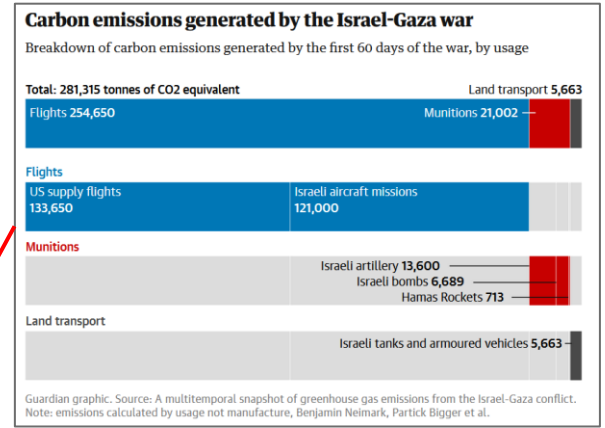 Carbon emissions generated by the Israel-Gaza war
Breakdown of carbon emissions generated by the first 60 days of the war, by usage
Total: 281,315 tonnes of CO2 equivalent
Land transport 5,663
Flights 254,650
Munitions 21,002
Flights
US supply flights
133,650
Israeli aircraft missions
121,000
Munitions
Israeli artillery 13,600
Israeli bombs 6,689
Hamas Rockets 713
Land transport
Israeli tanks and armoured vehicles 5,663
Guardian graphic. Source: A multitemporal snapshot of greenhouse gas emissions from the Israel-Gaza conflict.
Note: emissions calculated by usage not manufacture, Benjamin Neimark, Partick Bigger et al.